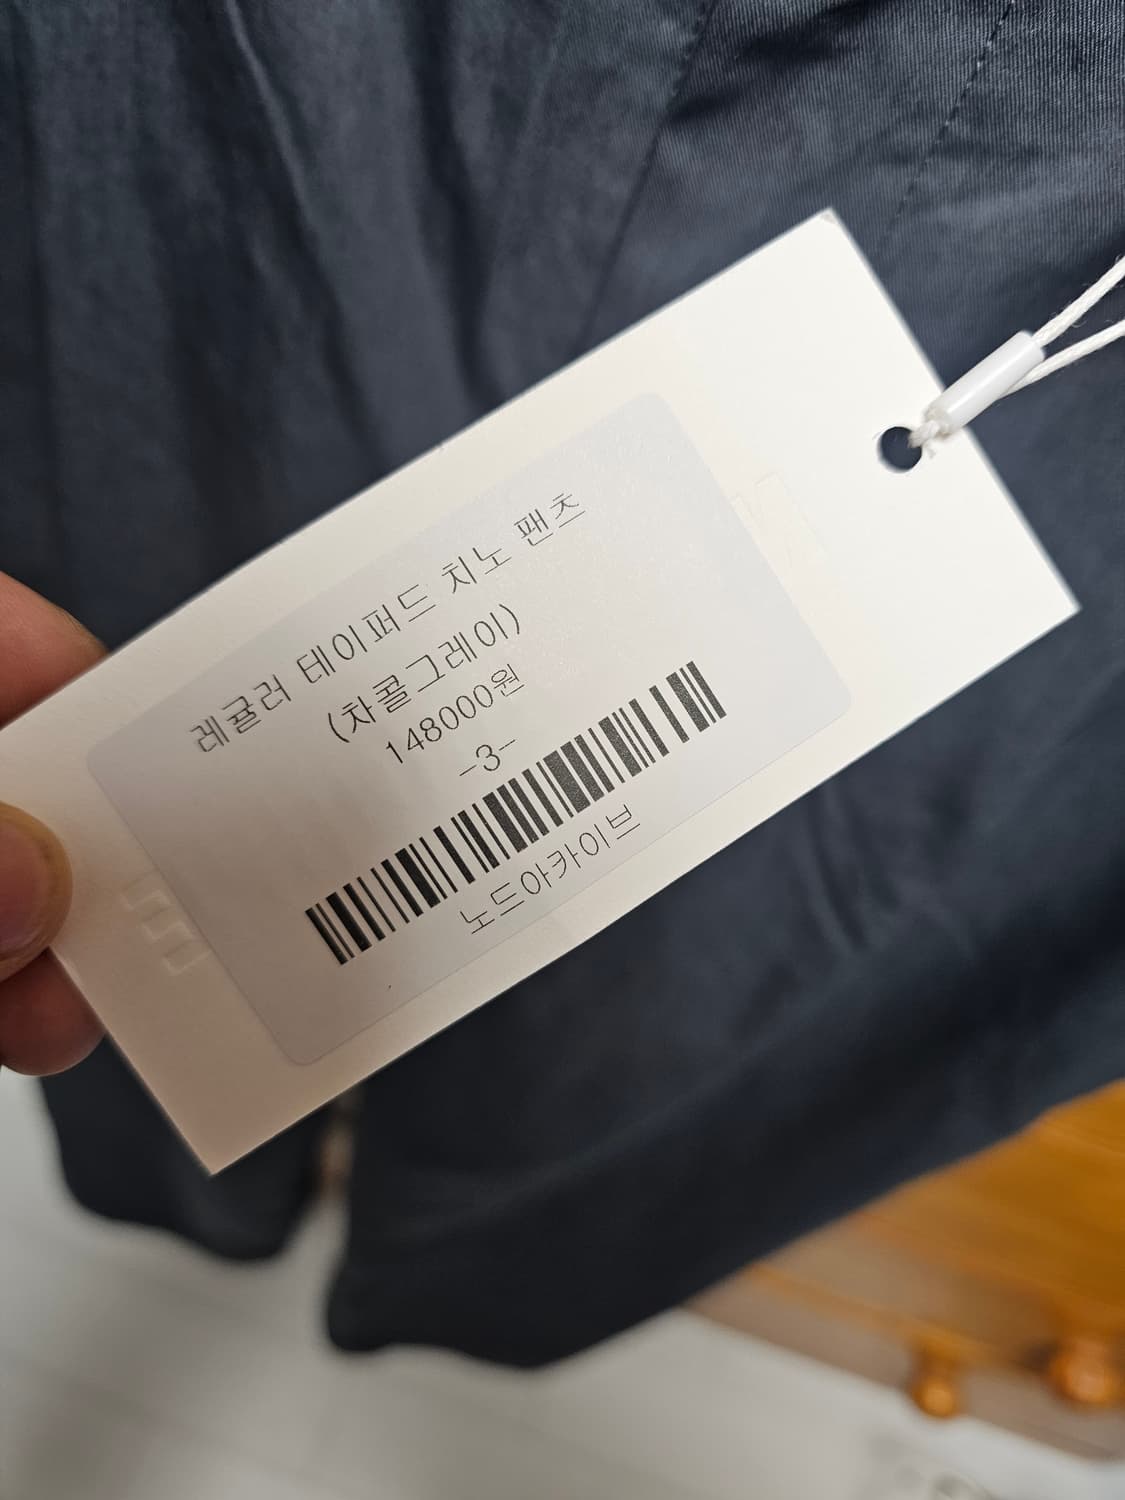 레귤러 테이퍼드 치노 팬츠
(차콜그레이)
148000원
-3-
노드아카이브